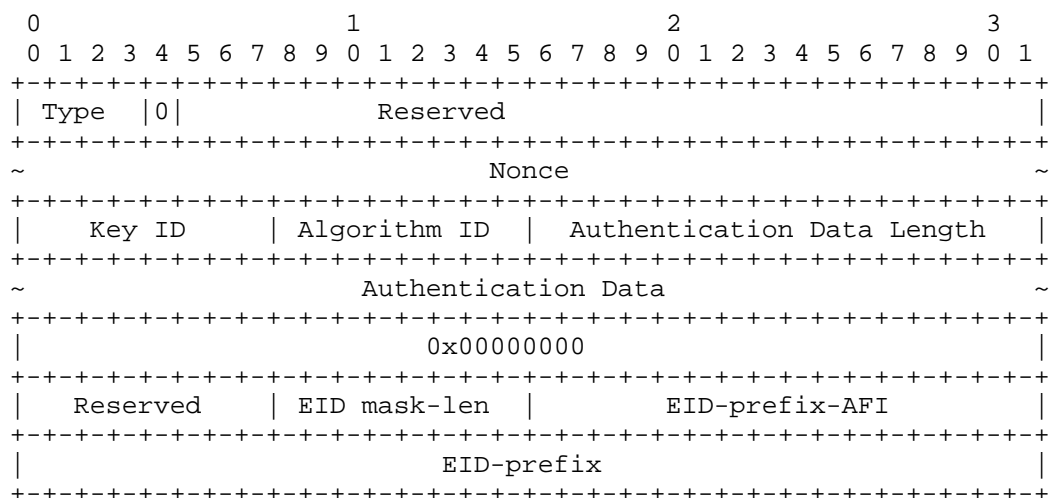 0                   1                   2                   3
 0 1 2 3 4 5 6 7 8 9 0 1 2 3 4 5 6 7 8 9 0 1 2 3 4 5 6 7 8 9 0 1
+-+-+-+-+-+-+-+-+-+-+-+-+-+-+-+-+-+-+-+-+-+-+-+-+-+-+-+-+-+-+-+-+
| Type  |0|            Reserved                                 |
+-+-+-+-+-+-+-+-+-+-+-+-+-+-+-+-+-+-+-+-+-+-+-+-+-+-+-+-+-+-+-+-+
~                             Nonce                             ~
+-+-+-+-+-+-+-+-+-+-+-+-+-+-+-+-+-+-+-+-+-+-+-+-+-+-+-+-+-+-+-+-+
|    Key ID     | Algorithm ID  |  Authentication Data Length   |
+-+-+-+-+-+-+-+-+-+-+-+-+-+-+-+-+-+-+-+-+-+-+-+-+-+-+-+-+-+-+-+-+
~                     Authentication Data                       ~
+-+-+-+-+-+-+-+-+-+-+-+-+-+-+-+-+-+-+-+-+-+-+-+-+-+-+-+-+-+-+-+-+
|                         0x00000000                            |
+-+-+-+-+-+-+-+-+-+-+-+-+-+-+-+-+-+-+-+-+-+-+-+-+-+-+-+-+-+-+-+-+
|   Reserved    | EID mask-len  |        EID-prefix-AFI         |
+-+-+-+-+-+-+-+-+-+-+-+-+-+-+-+-+-+-+-+-+-+-+-+-+-+-+-+-+-+-+-+-+
|                          EID-prefix                           |
+-+-+-+-+-+-+-+-+-+-+-+-+-+-+-+-+-+-+-+-+-+-+-+-+-+-+-+-+-+-+-+-+